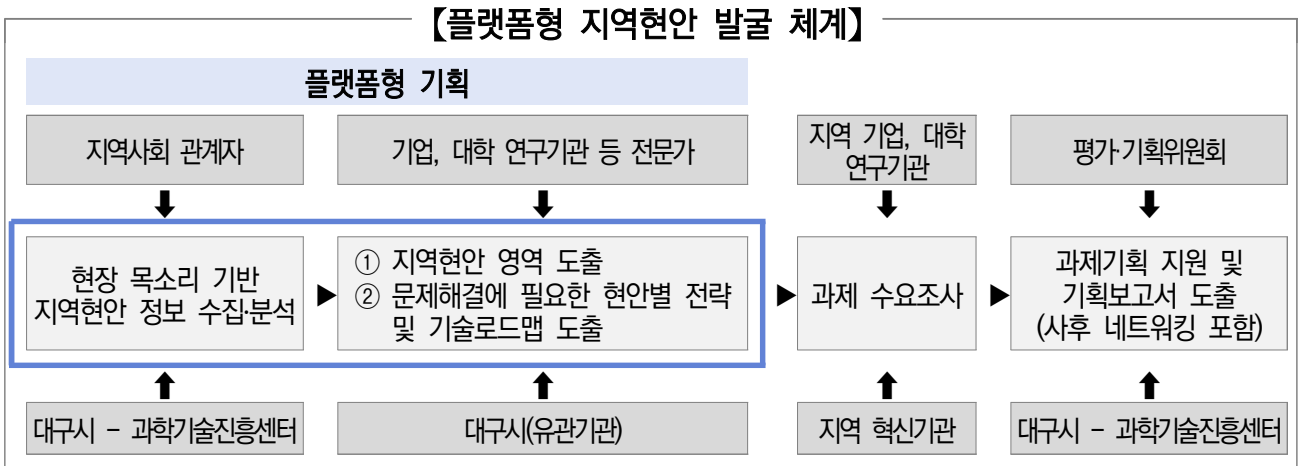 【플랫폼형 지역현안 발굴 체계】
플랫폼형 기획
지역사회 관계자
기업, 대학 연구기관 등 전문가
지역 기업, 대학
연구기관
평가·기획위원회
현장 목소리 기반
지역현안 정보 수집·분석
① 지역현안 영역 도출
② 문제해결에 필요한 현안별 전략
및 기술로드맵 도출
과제 수요조사
과제기획 지원 및
기획보고서 도출
(사후 네트워킹 포함)
대구시 - 과학기술진흥센터
대구시(유관기관)
지역 혁신기관
대구시 - 과학기술진흥센터